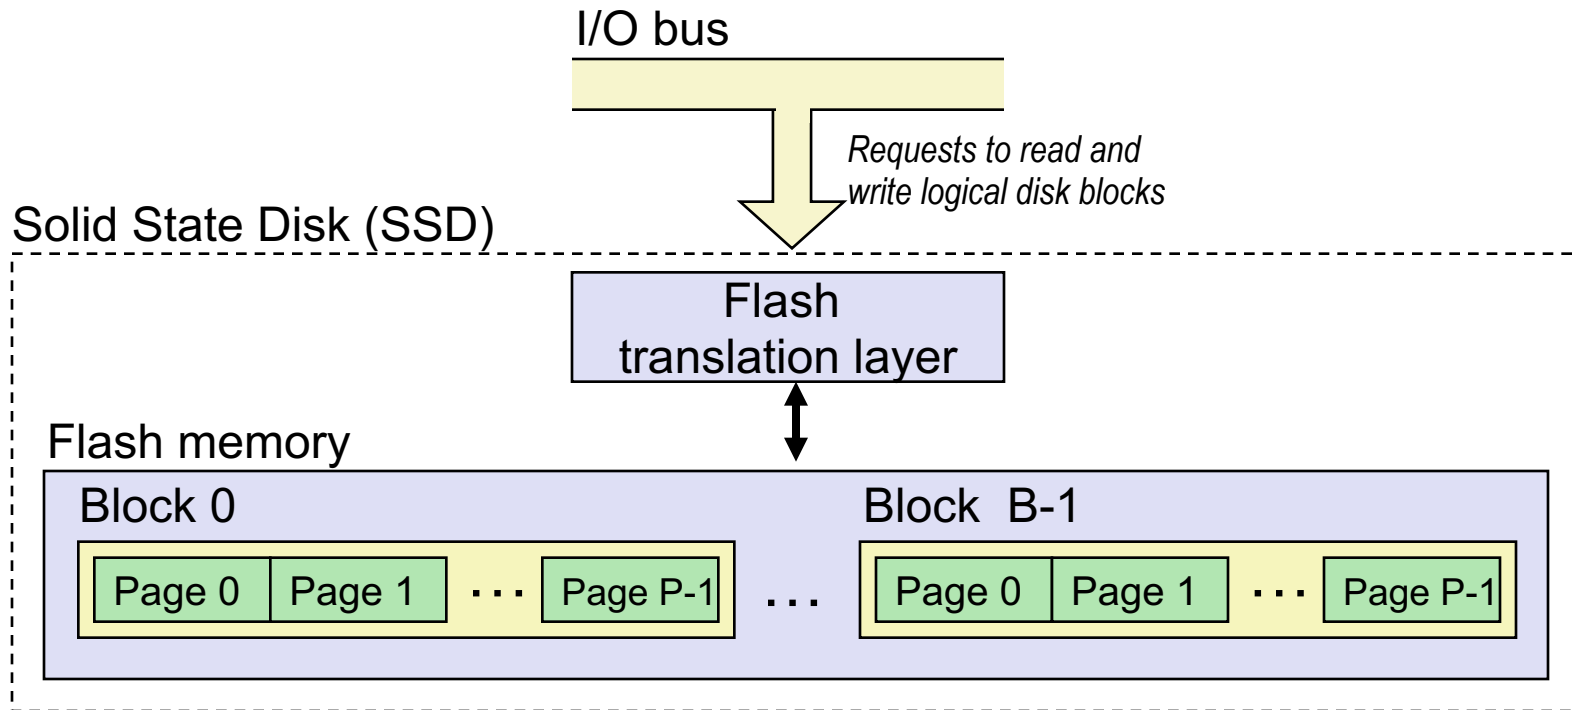 I/O bus
Requests to read and
write logical disk blocks
Solid State Disk (SSD)
Flash
translation layer
Flash memory
Block 0
Block B-1
Page 0 Page 1 ... Page P-1 ... Page 0 Page 1 ... Page P-1